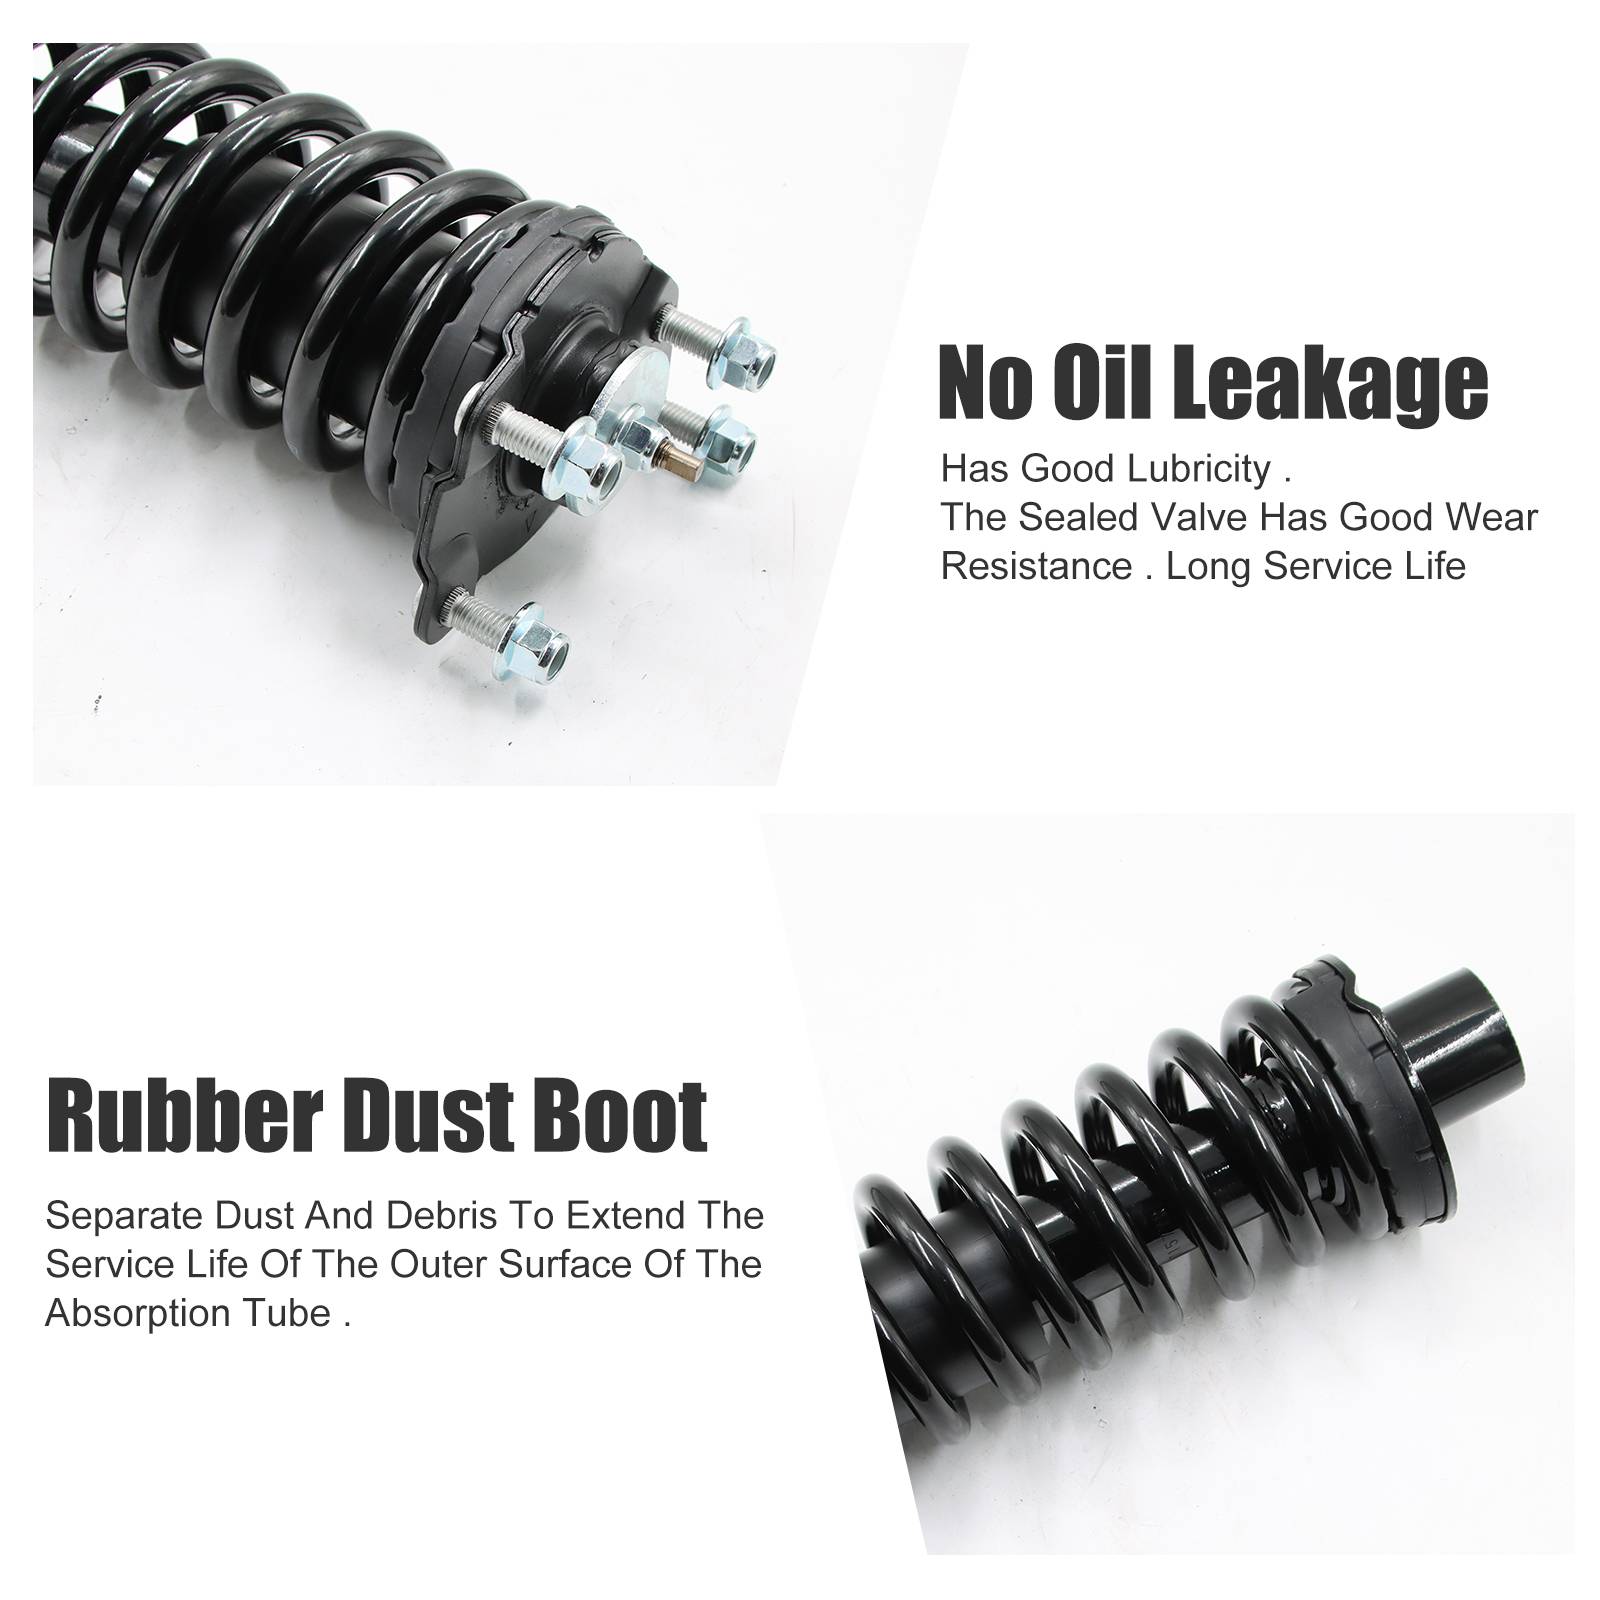 No Oil Leakage
Has Good Lubricity .
The Sealed Valve Has Good Wear
Resistance . Long Service Life
Rubber Dust Boot
Separate Dust And Debris To Extend The
Service Life Of The Outer Surface Of The
Absorption Tube .